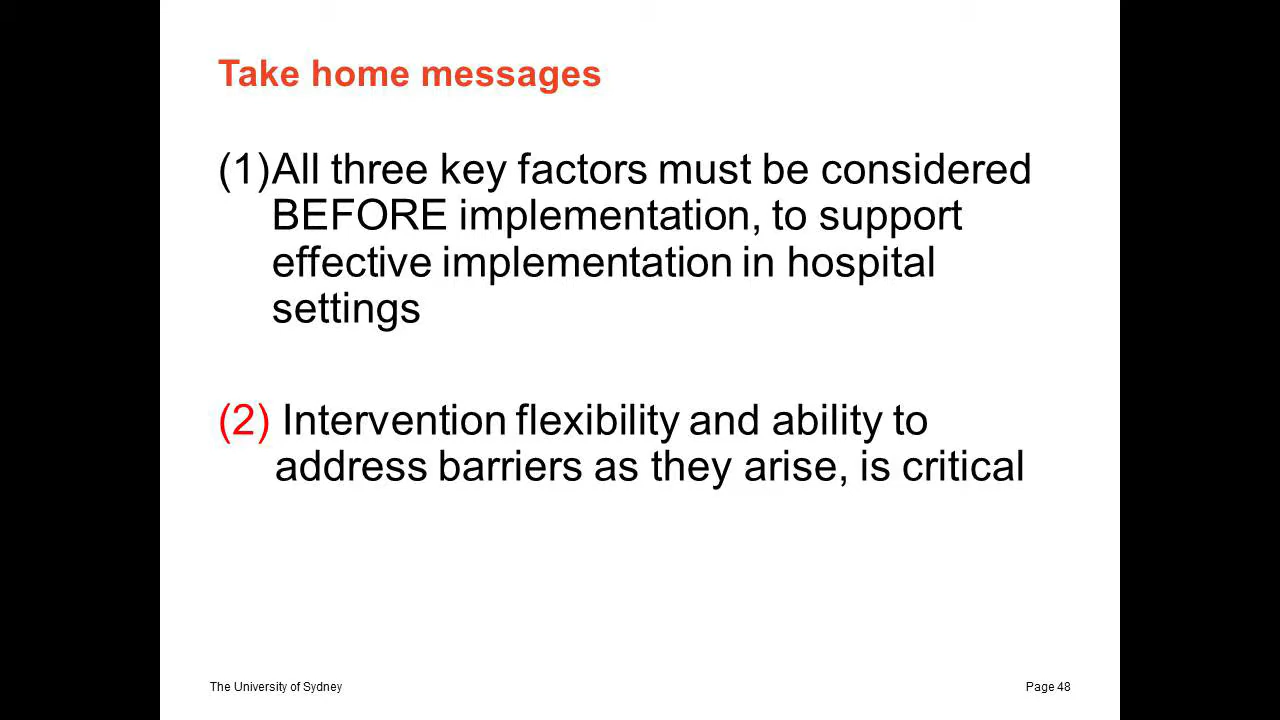 Take home messages
(1)All three key factors must be considered
BEFORE implementation, to support
effective implementation in hospital
settings
(2) Intervention flexibility and ability to
address barriers as they arise, is critical
The University of Sydney
Page 48